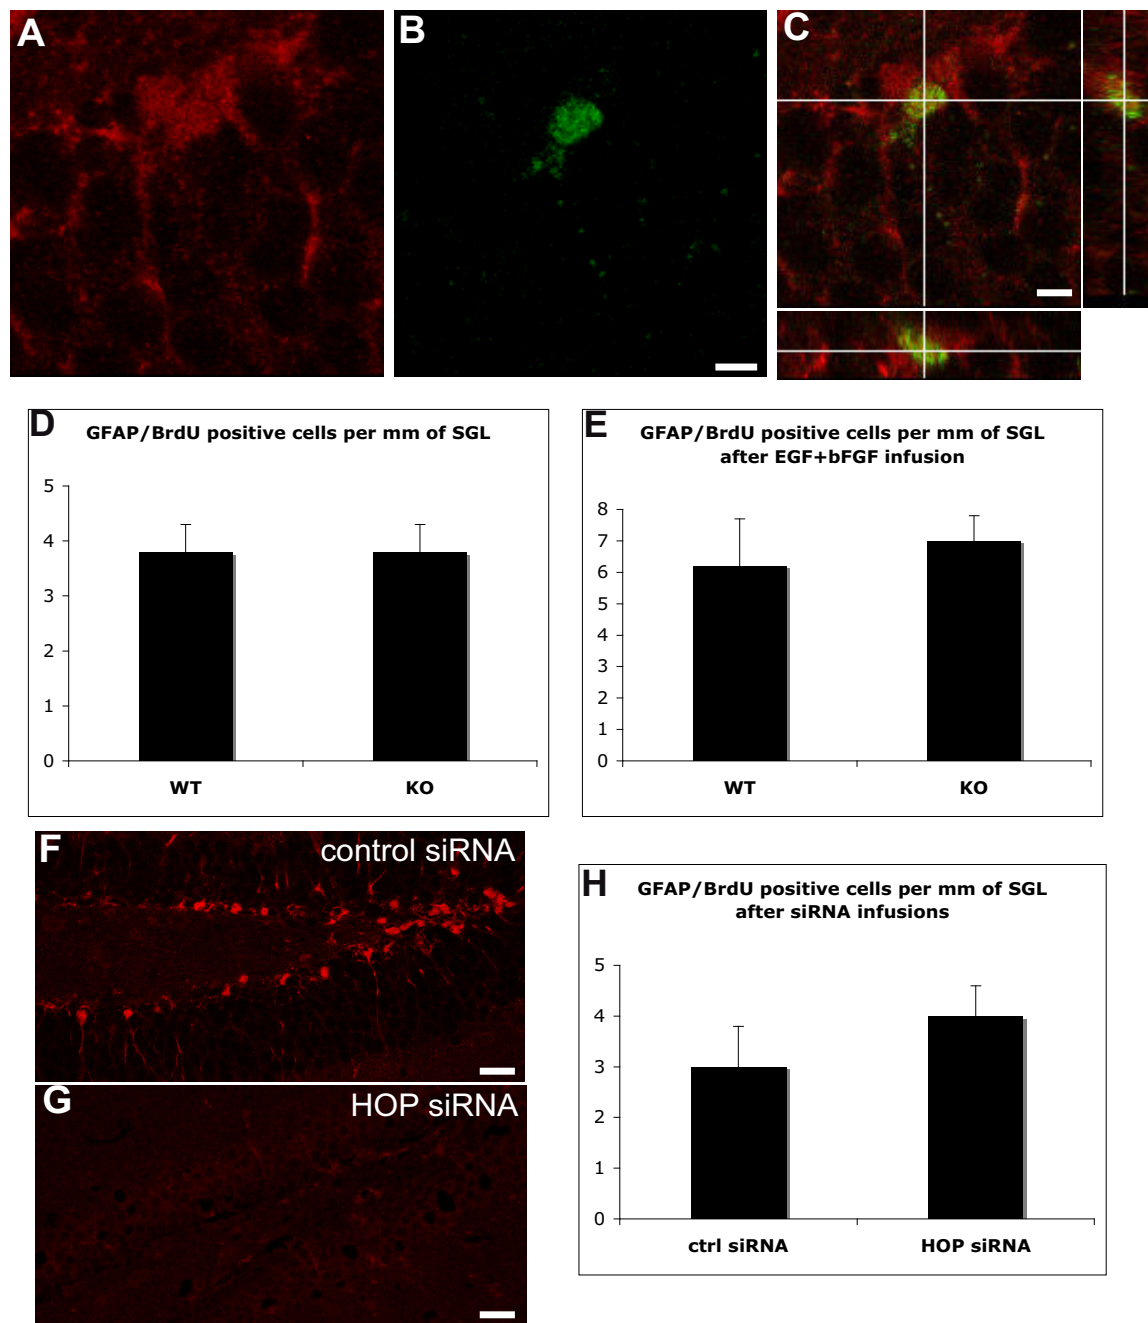 A
B
C
D
GFAP/BrdU positive cells per mm of SGL
5
4
3
2
1
0
WT
KO
E
GFAP/BrdU positive cells per mm of SGL
after EGF+bFGF infusion
8
7
6
5
4
3
2
1
0
WT
KO
F
control siRNA
G
HOP siRNA
H
GFAP/BrdU positive cells per mm of SGL
after siRNA infusions
5
4
3
2
1
0
ctrl siRNA
HOP siRNA